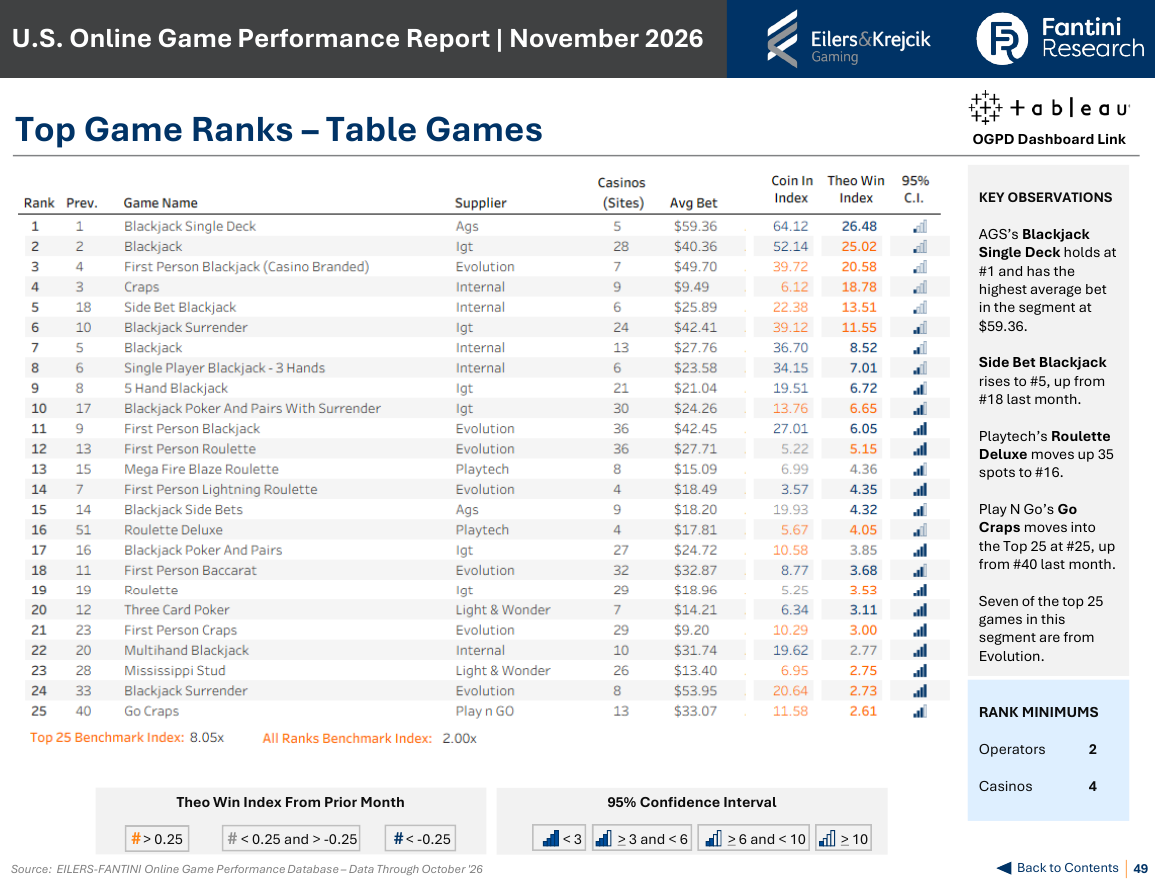 U.S. Online Game Performance Report | November 2026
Eilers&Krejcik
Gaming
Fantini
Research
Top Game Ranks – Table Games
+ a b l e a u
OGPD Dashboard Link
Rank Prev. Game Name Supplier Casinos (Sites) Avg Bet Coin In Index Theo Win Index 95% C.I.
1 1 Blackjack Single Deck Ags 5 $59.36 64.12 26.48
2 2 Blackjack Igt 28 $40.36 52.14 25.02
3 4 First Person Blackjack (Casino Branded) Evolution 7 $49.70 39.72 20.58
4 3 Craps Internal 9 $9.49 6.12 18.78
5 18 Side Bet Blackjack Internal 6 $25.89 22.38 13.51
6 10 Blackjack Surrender Igt 24 $42.41 39.12 11.55
7 5 Blackjack Internal 13 $27.76 36.70 8.52
8 6 Single Player Blackjack - 3 Hands Internal 6 $23.58 34.15 7.01
9 8 5 Hand Blackjack Igt 21 $21.04 19.51 6.72
10 17 Blackjack Poker And Pairs With Surrender Igt 30 $24.26 13.76 6.65
11 9 First Person Blackjack Evolution 36 $42.45 27.01 6.05
12 13 First Person Roulette Evolution 36 $27.71 5.22 5.15
13 15 Mega Fire Blaze Roulette Playtech 8 $15.09 6.99 4.36
14 7 First Person Lightning Roulette Evolution 4 $18.49 3.57 4.35
15 14 Blackjack Side Bets Ags 9 $18.20 19.93 4.32
16 51 Roulette Deluxe Playtech 4 $17.81 5.67 4.05
17 16 Blackjack Poker And Pairs Igt 27 $24.72 10.58 3.85
18 11 First Person Baccarat Evolution 32 $32.87 8.77 3.68
19 19 Roulette Igt 29 $18.96 5.25 3.53
20 12 Three Card Poker Light & Wonder 7 $14.21 6.34 3.11
21 23 First Person Craps Evolution 29 $9.20 10.29 3.00
22 20 Multihand Blackjack Internal 10 $31.74 19.62 2.77
23 28 Mississippi Stud Light & Wonder 26 $13.40 6.95 2.75
24 33 Blackjack Surrender Evolution 8 $53.95 20.64 2.73
25 40 Go Craps Play n GO 13 $33.07 11.58 2.61
Top 25 Benchmark Index: 8.05x All Ranks Benchmark Index: 2.00x
KEY OBSERVATIONS
AGS’s Blackjack
Single Deck holds at
#1 and has the
highest average bet
in the segment at
$59.36.
Side Bet Blackjack
rises to #5, up from
#18 last month.
Playtech’s Roulette
Deluxe moves up 35
spots to #16.
Play N Go’s Go
Craps moves into
the Top 25 at #25, up
from #40 last month.
Seven of the top 25
games in this
segment are from
Evolution.
RANK MINIMUMS
Operators 2
Casinos 4
Theo Win Index From Prior Month
# > 0.25 # < 0.25 and > -0.25 # < -0.25
95% Confidence Interval
< 3 ≥ 3 and < 6 ≥ 6 and < 10 ≥ 10
Source: EILERS-FANTINI Online Game Performance Database – Data Through October '26
Back to Contents | 49